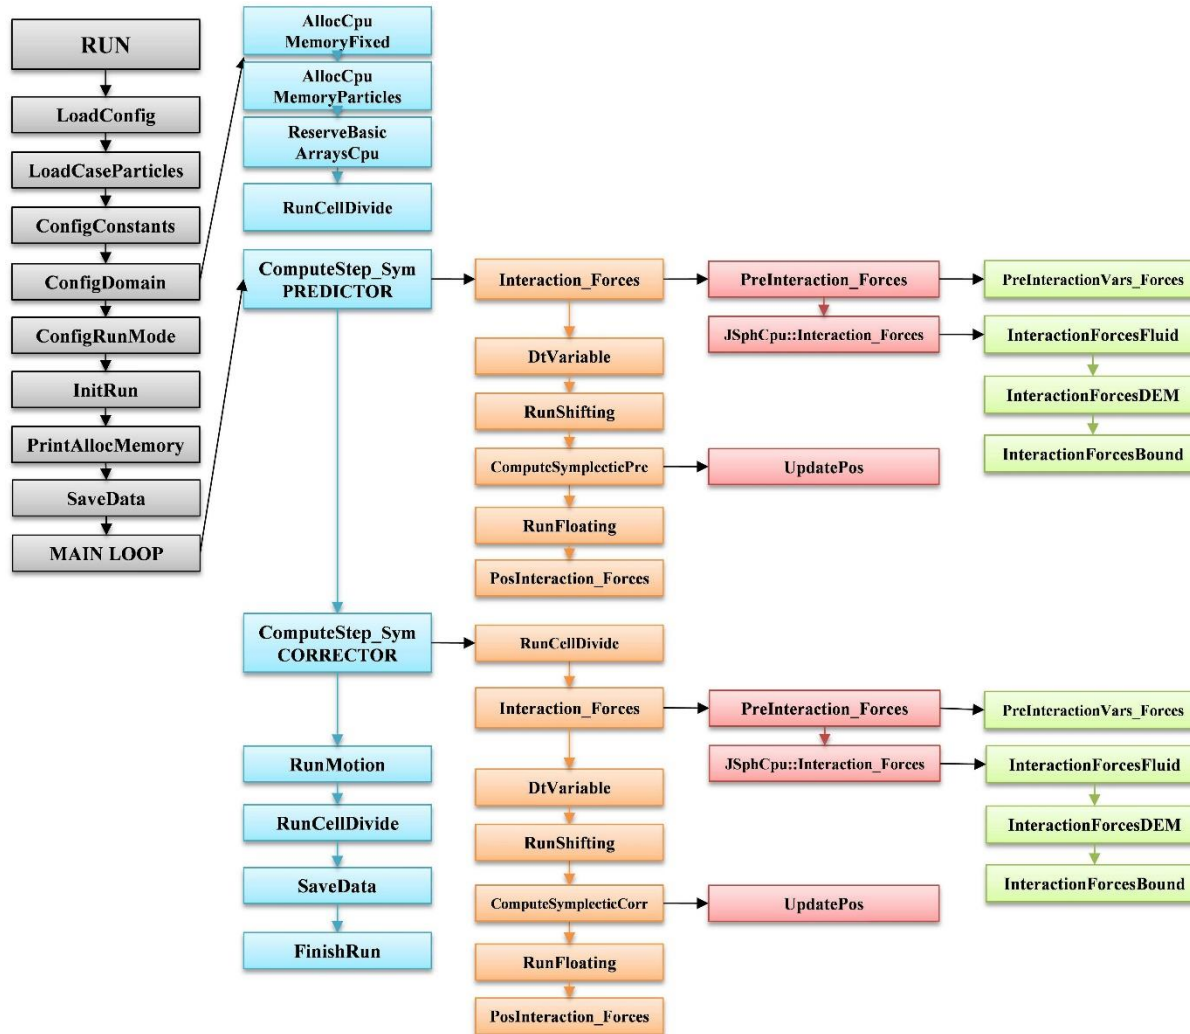 RUN
LoadConfig
LoadCaseParticles
ConfigConstants
ConfigDomain
ConfigRunMode
InitRun
PrintAllocMemory
SaveData
MAIN LOOP
AllocCpu
MemoryFixed
AllocCpu
MemoryParticles
ReserveBasic
ArraysCpu
RunCellDivide
ComputeStep_Sym
PREDICTOR
ComputeStep_Sym
CORRECTOR
RunMotion
RunCellDivide
SaveData
FinishRun
Interaction_Forces
DtVariable
RunShifting
ComputeSymplecticPre
RunFloating
PosInteraction_Forces
RunCellDivide
Interaction_Forces
DtVariable
RunShifting
ComputeSymplecticCorr
RunFloating
PosInteraction_Forces
PreInteraction_Forces
JSphCpu::Interaction_Forces
UpdatePos
PreInteraction_Forces
JSphCpu::Interaction_Forces
UpdatePos
PreInteractionVars_Forces
InteractionForcesFluid
InteractionForcesDEM
InteractionForcesBound
PreInteractionVars_Forces
InteractionForcesFluid
InteractionForcesDEM
InteractionForcesBound